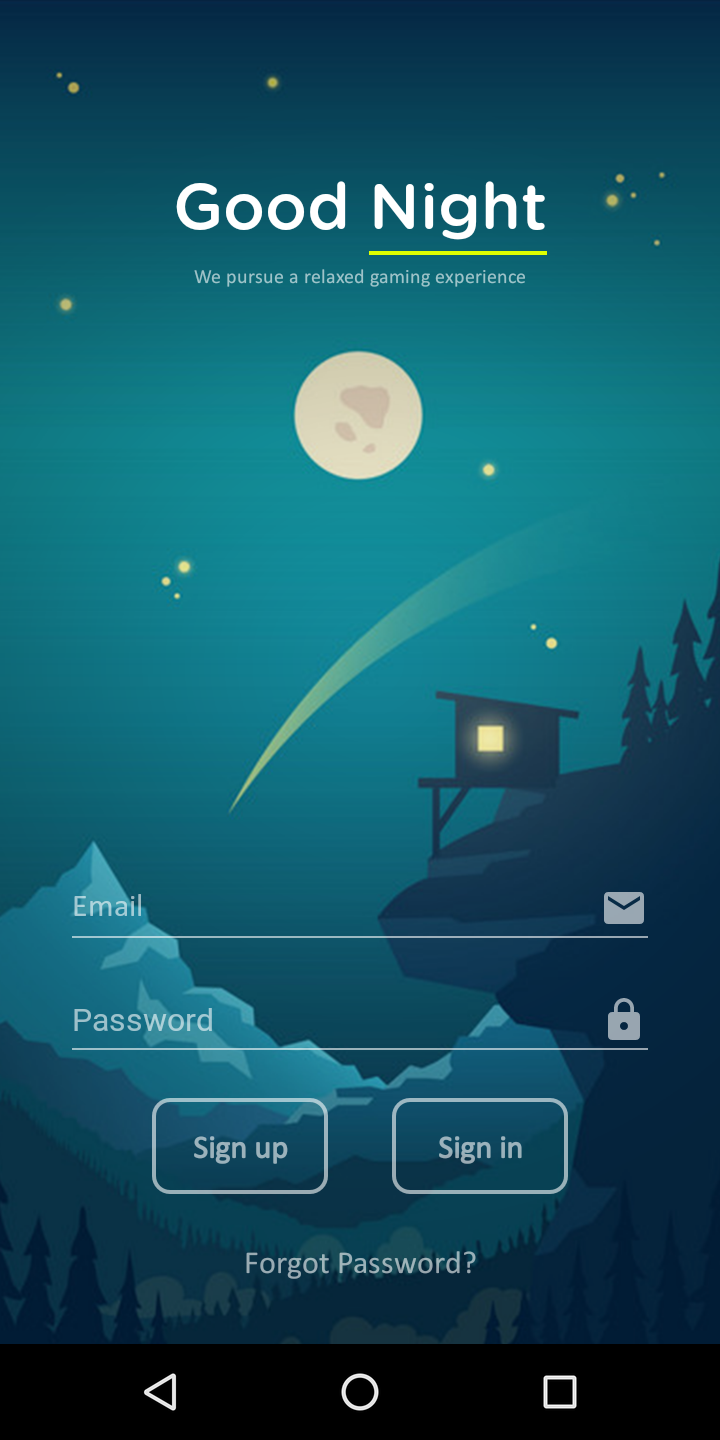 Good Night
We pursue a relaxed gaming experience
Email
Password
Sign up
Sign in
Forgot Password?